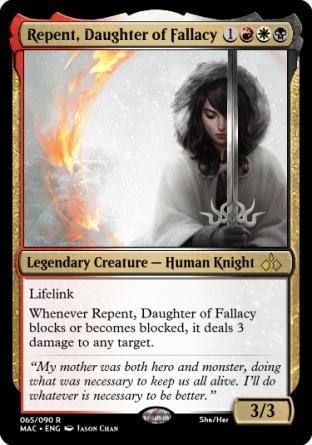 Repent, Daughter of Fallacy 1
Legendary Creature — Human Knight
Lifelink
Whenever Repent, Daughter of Fallacy
blocks or becomes blocked, it deals 3
damage to any target.
“My mother was both hero and monster, doing
what was necessary to keep us all alive. I’ll do
whatever is necessary to be better.”
3/3
065/090 R
She/Her
MAC • ENG JASON CHAN